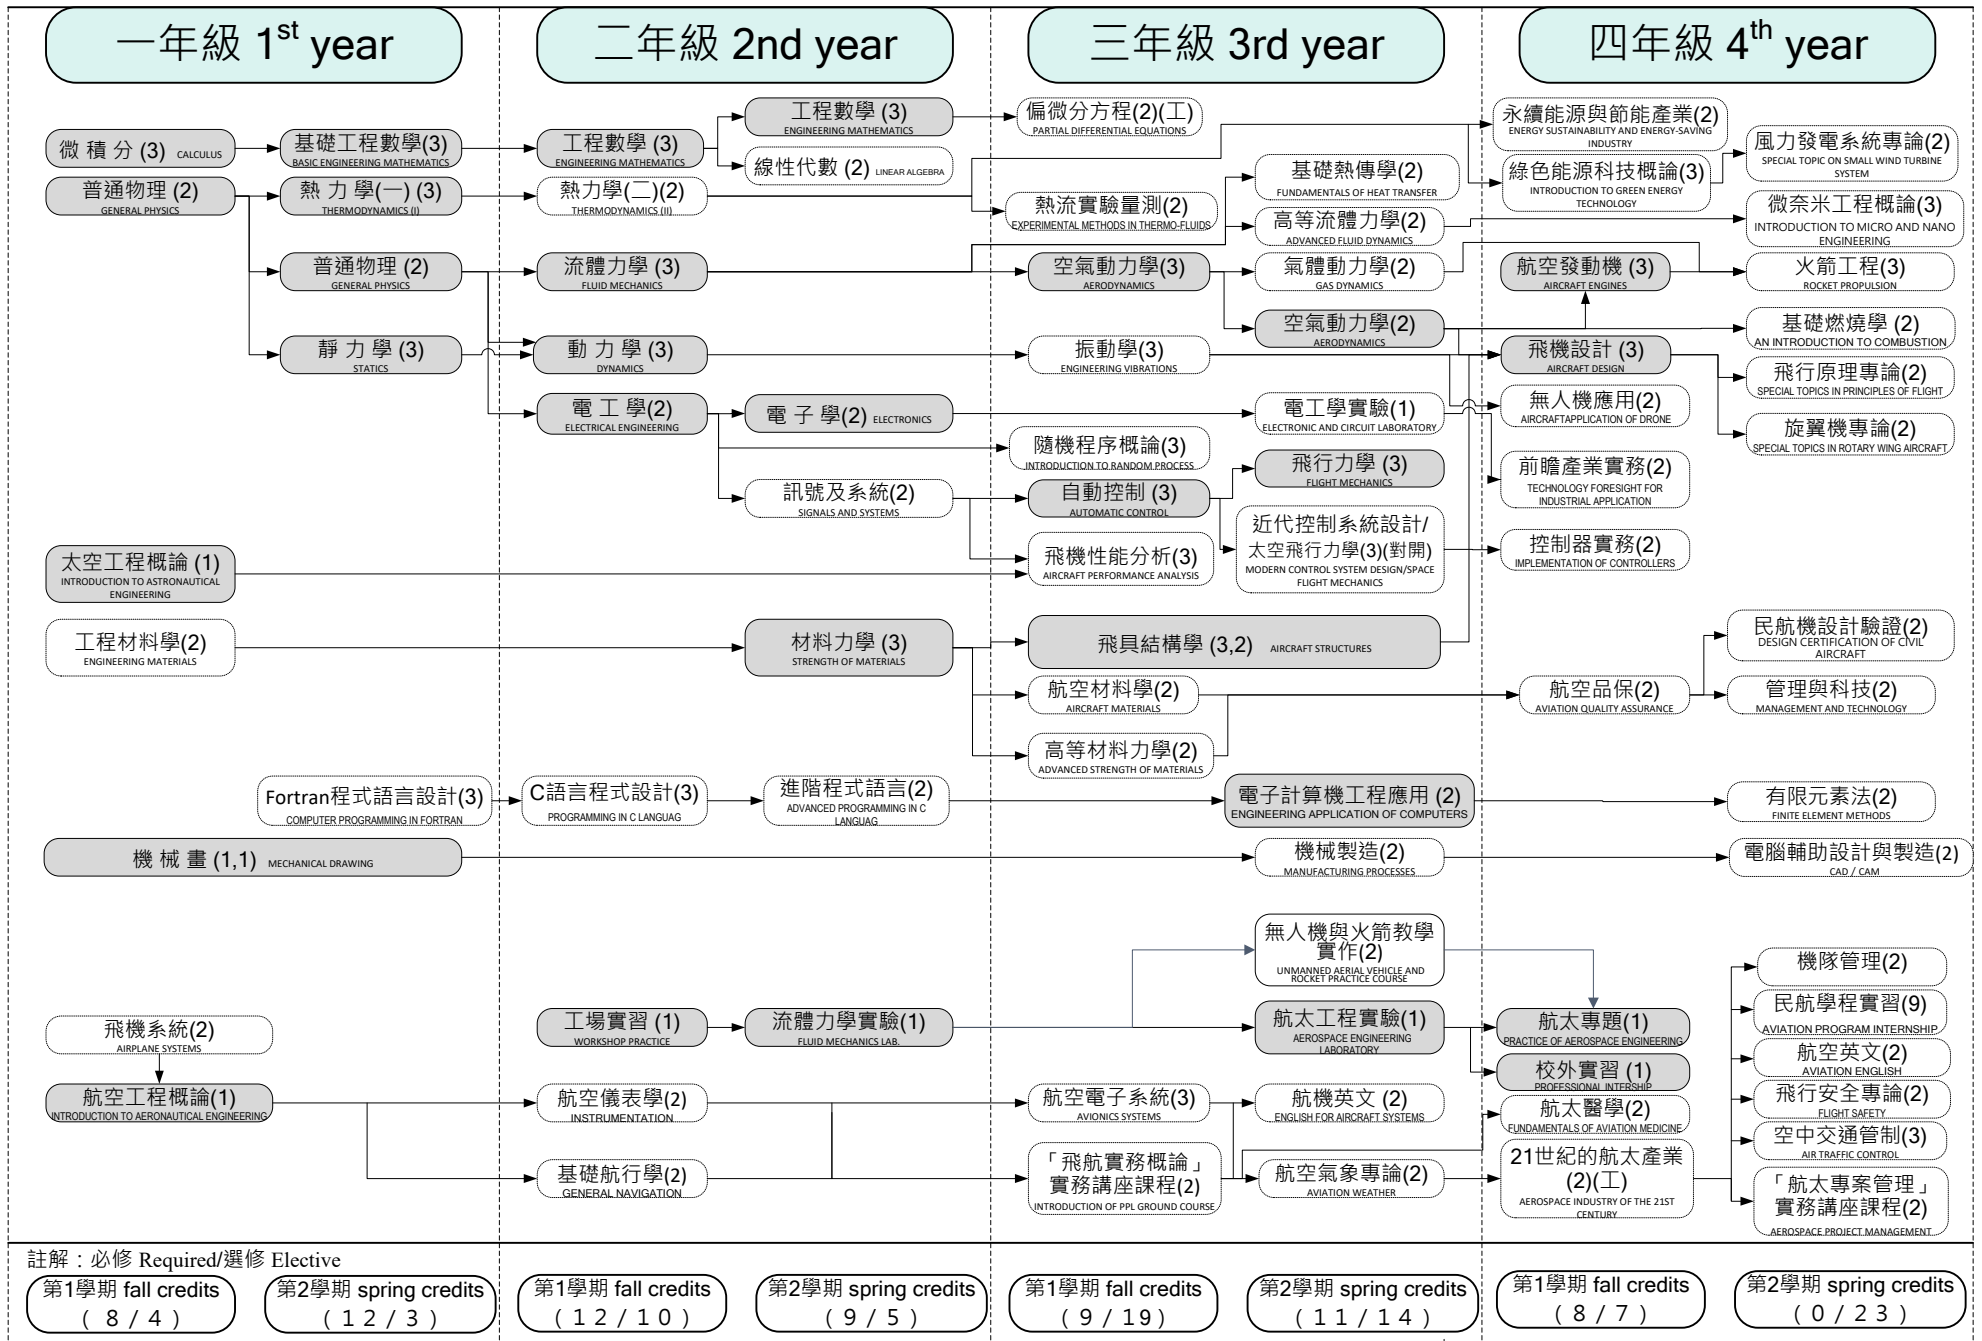 一年級 1st year
二年級 2nd year
三年級 3rd year
四年級 4th year
微 積 分 (3) CALCULUS
基礎工程數學(3)
BASIC ENGINEERING MATHEMATICS
工程數學 (3)
ENGINEERING MATHEMATICS
工程數學 (3)
ENGINEERING MATHEMATICS
線性代數 (2) LINEAR ALGEBRA
偏微分方程(2)(工)
PARTIAL DIFFERENTIAL EQUATIONS
永續能源與節能產業(2)
ENERGY SUSTAINABILITY AND ENERGY-SAVING
INDUSTRY
風力發電系統專論(2)
SPECIAL TOPIC ON SMALL WIND TURBINE
SYSTEM
普通物理 (2)
GENERAL PHYSICS
熱 力 學(一) (3)
THERMODYNAMICS (I)
熱力學(二)(2)
THERMODYNAMICS (II)
熱流實驗量測(2)
EXPERIMENTAL METHODS IN THERMO-FLUIDS
基礎熱傳學(2)
FUNDAMENTALS OF HEAT TRANSFER
綠色能源科技概論(3)
INTRODUCTION TO GREEN ENERGY
TECHNOLOGY
高等流體力學(2)
ADVANCED FLUID DYNAMICS
微奈米工程概論(3)
INTRODUCTION TO MICRO AND NANO
ENGINEERING
普通物理 (2)
GENERAL PHYSICS
流體力學 (3)
FLUID MECHANICS
空氣動力學(3)
AERODYNAMICS
氣體動力學(2)
GAS DYNAMICS
航空發動機 (3)
AIRCRAFT ENGINES
火箭工程(3)
ROCKET PROPULSION
空氣動力學(2)
AERODYNAMICS
基礎燃燒學 (2)
AN INTRODUCTION TO COMBUSTION
靜 力 學 (3)
STATICS
動 力 學 (3)
DYNAMICS
振動學(3)
ENGINEERING VIBRATIONS
飛機設計 (3)
AIRCRAFT DESIGN
飛行原理專論(2)
SPECIAL TOPICS IN PRINCIPLES OF FLIGHT
電 工 學(2)
ELECTRICAL ENGINEERING
電 子 學(2) ELECTRONICS
電工學實驗(1)
ELECTRONIC AND CIRCUIT LABORATORY
無人機應用(2)
AIRCRAFTAPPLICATION OF DRONE
旋翼機專論(2)
SPECIAL TOPICS IN ROTARY WING AIRCRAFT
隨機程序概論(3)
INTRODUCTION TO RANDOM PROCESS
飛行力學 (3)
FLIGHT MECHANICS
前瞻產業實務(2)
TECHNOLOGY FORESIGHT FOR
INDUSTRIAL APPLICATION
訊號及系統(2)
SIGNALS AND SYSTEMS
自動控制 (3)
AUTOMATIC CONTROL
近代控制系統設計/
太空飛行力學(3)(對開)
MODERN CONTROL SYSTEM DESIGN/SPACE
FLIGHT MECHANICS
控制器實務(2)
IMPLEMENTATION OF CONTROLLERS
太空工程概論 (1)
INTRODUCTION TO ASTRONAUTICAL
ENGINEERING
飛機性能分析(3)
AIRCRAFT PERFORMANCE ANALYSIS
工程材料學(2)
ENGINEERING MATERIALS
材料力學 (3)
STRENGTH OF MATERIALS
飛具結構學 (3,2) AIRCRAFT STRUCTURES
民航機設計驗證(2)
DESIGN CERTIFICATION OF CIVIL
AIRCRAFT
航空材料學(2)
AIRCRAFT MATERIALS
航空品保(2)
AVIATION QUALITY ASSURANCE
管理與科技(2)
MANAGEMENT AND TECHNOLOGY
高等材料力學(2)
ADVANCED STRENGTH OF MATERIALS
Fortran程式語言設計(3)
COMPUTER PROGRAMMING IN FORTRAN
C語言程式設計(3)
PROGRAMMING IN C LANGUAG
進階程式語言(2)
ADVANCED PROGRAMMING IN C
LANGUAG
電子計算機工程應用 (2)
ENGINEERING APPLICATION OF COMPUTERS
有限元素法(2)
FINITE ELEMENT METHODS
機 械 畫 (1,1) MECHANICAL DRAWING
機械製造(2)
MANUFACTURING PROCESSES
電腦輔助設計與製造(2)
CAD / CAM
無人機與火箭教學
實作(2)
UNMANNED AERIAL VEHICLE AND
ROCKET PRACTICE COURSE
機隊管理(2)
飛機系統(2)
AIRPLANE SYSTEMS
工場實習 (1)
WORKSHOP PRACTICE
流體力學實驗(1)
FLUID MECHANICS LAB.
航太工程實驗(1)
AEROSPACE ENGINEERING
LABORATORY
航太專題(1)
PRACTICE OF AEROSPACE ENGINEERING
民航學程實習(9)
AVIATION PROGRAM INTERNSHIP
校外實習 (1)
PROFESSIONAL INTERSHIP
航空英文(2)
AVIATION ENGLISH
航空工程概論(1)
INTRODUCTION TO AERONAUTICAL ENGINEERING
航空儀表學(2)
INSTRUMENTATION
航空電子系統(3)
AVIONICS SYSTEMS
航機英文 (2)
ENGLISH FOR AIRCRAFT SYSTEMS
航太醫學(2)
FUNDAMENTALS OF AVIATION MEDICINE
飛行安全專論(2)
FLIGHT SAFETY
空中交通管制(3)
AIR TRAFFIC CONTROL
基礎航行學(2)
GENERAL NAVIGATION
「飛航實務概論」
實務講座課程(2)
INTRODUCTION OF PPL GROUND COURSE
航空氣象專論(2)
AVIATION WEATHER
21世紀的航太產業
(2)(工)
AEROSPACE INDUSTRY OF THE 21ST
CENTURY
「航太專案管理」
實務講座課程(2)
AEROSPACE PROJECT MANAGEMENT
註解：必修 Required/選修 Elective
第1學期 fall credits
( 8 / 4 )
第2學期 spring credits
( 12 / 3 )
第1學期 fall credits
( 12 / 10 )
第2學期 spring credits
( 9 / 5 )
第1學期 fall credits
( 9 / 19 )
第2學期 spring credits
( 11 / 14 )
第1學期 fall credits
( 8 / 7 )
第2學期 spring credits
( 0 / 23 )